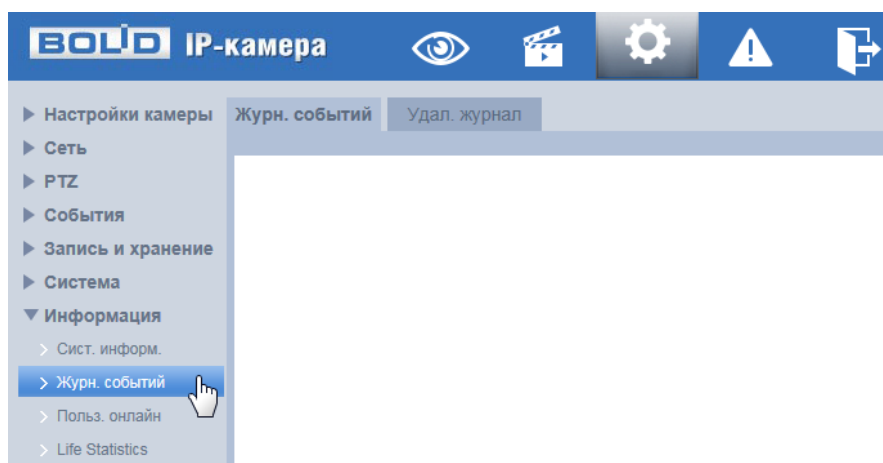 BOLID IP-камера
Журн. событий Удал. журнал
Настройки камеры
Сеть
PTZ
События
Запись и хранение
Система
Информация
Сист. информ.
Журн. событий
Польз. онлайн
Life Statistics